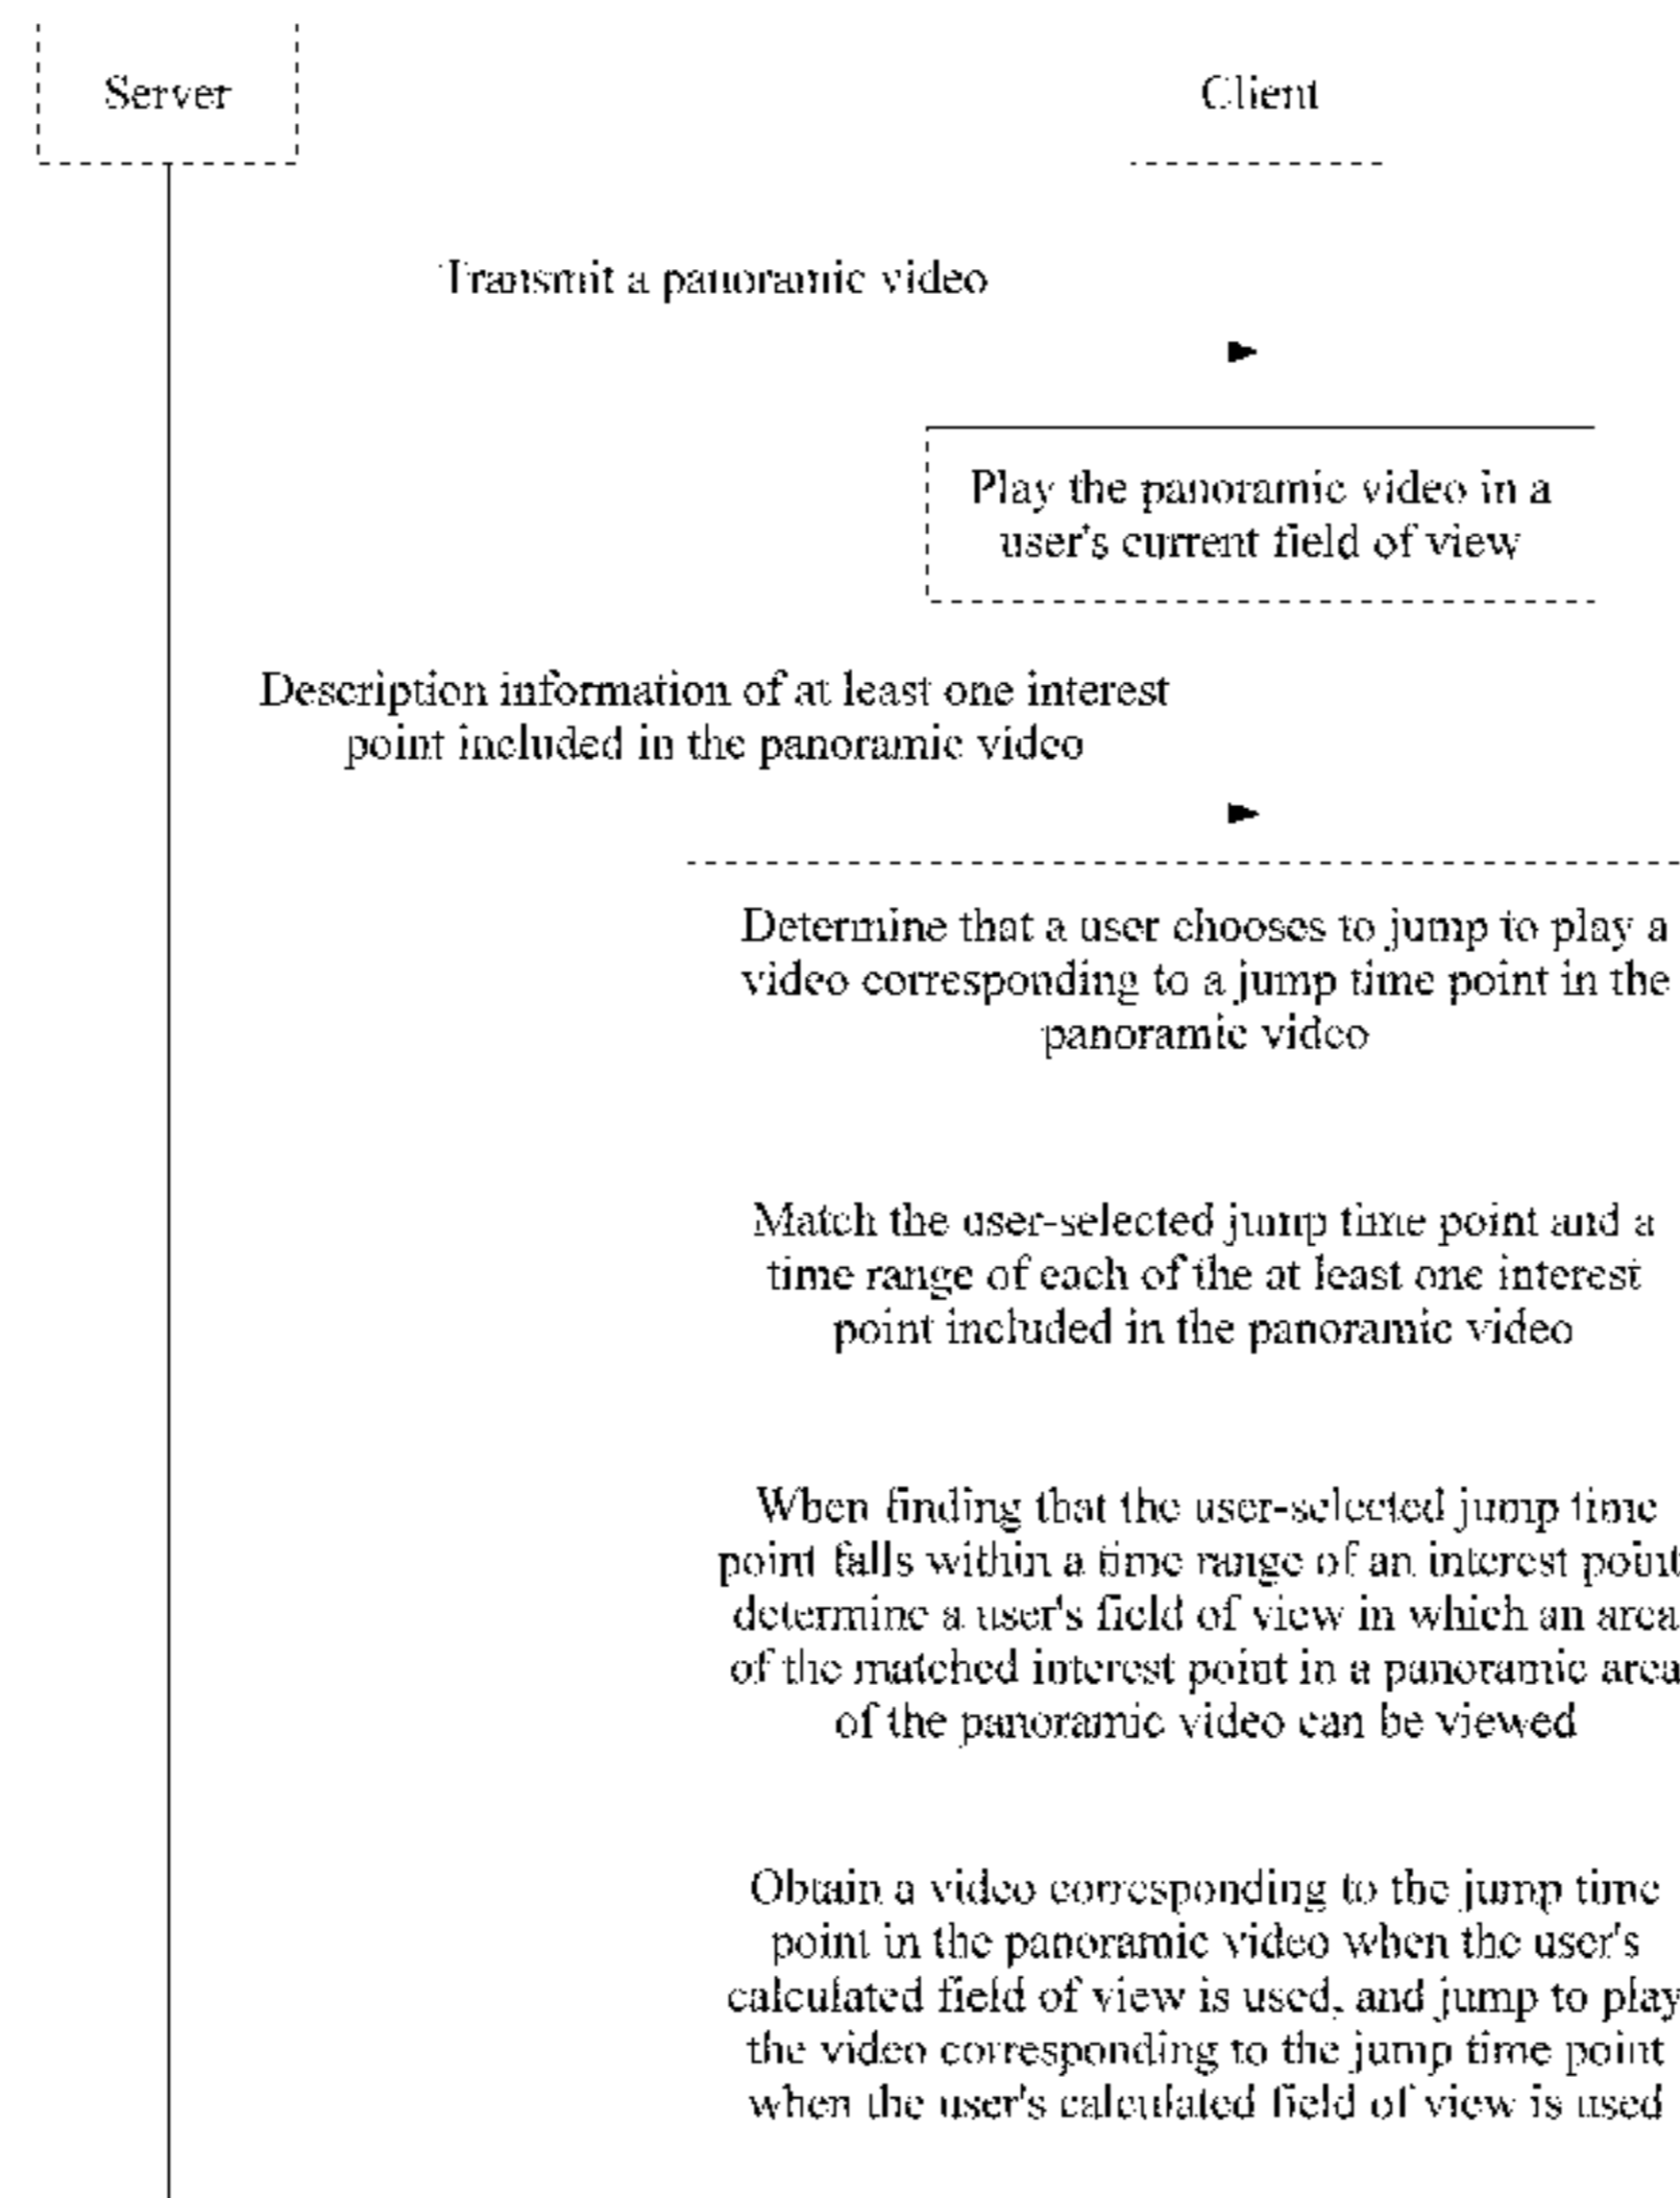 Server
Client
Transmit a panoramic video
Play the panoramic video in a
user's current field of view
Description information of at least one interest
point included in the panoramic video
Determine that a user chooses to jump to play a
video corresponding to a jump time point in the
panoramic video
Match the user-selected jump time point and a
time range of each of the at least one interest
point included in the panoramic video
When finding that the user-selected jump time
point falls within a time range of an interest point
determine a user's field of view in which an area
of the matched interest point in a panoramic area
of the panoramic video can be viewed
Obtain a video corresponding to the jump time
point in the panoramic video when the user's
calculated field of view is used, and jump to play
the video corresponding to the jump time point
when the user's calculated field of view is used